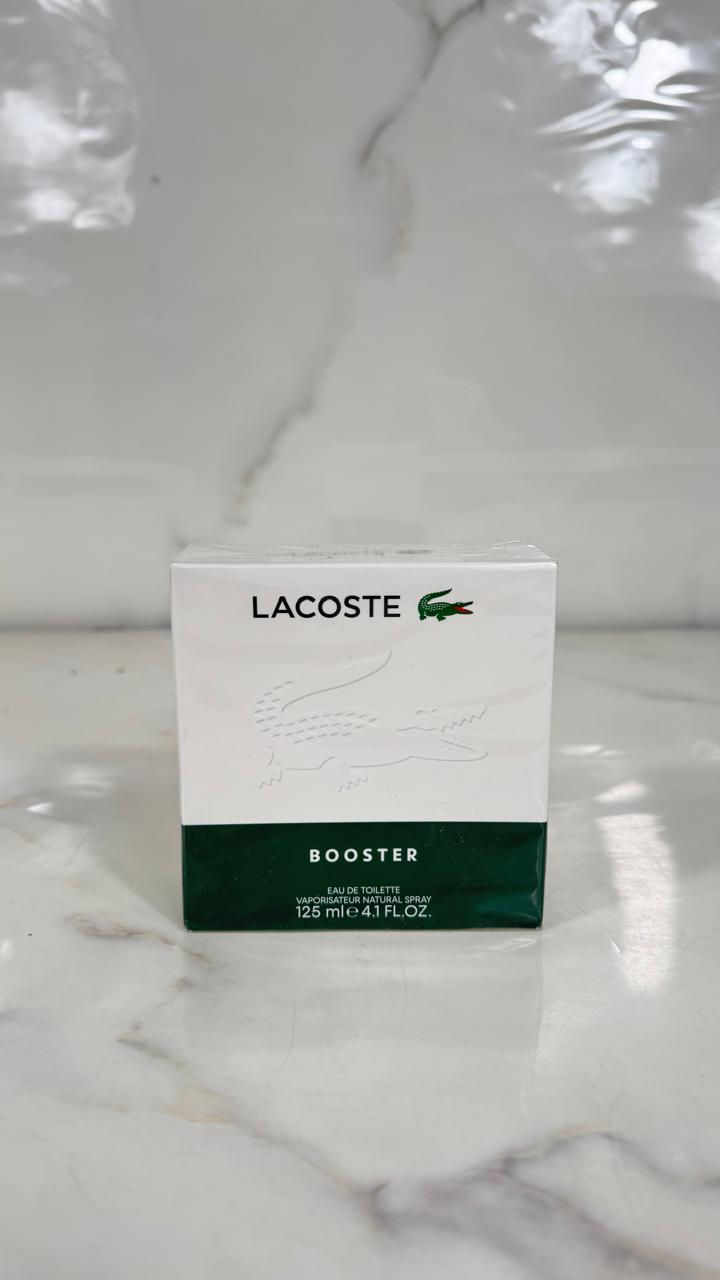 LACOSTE
BOOSTER
EAU DE TOILETTE
VAPORISATEUR NATURAL SPRAY
125 ml ℮ 4.1 FL.OZ.